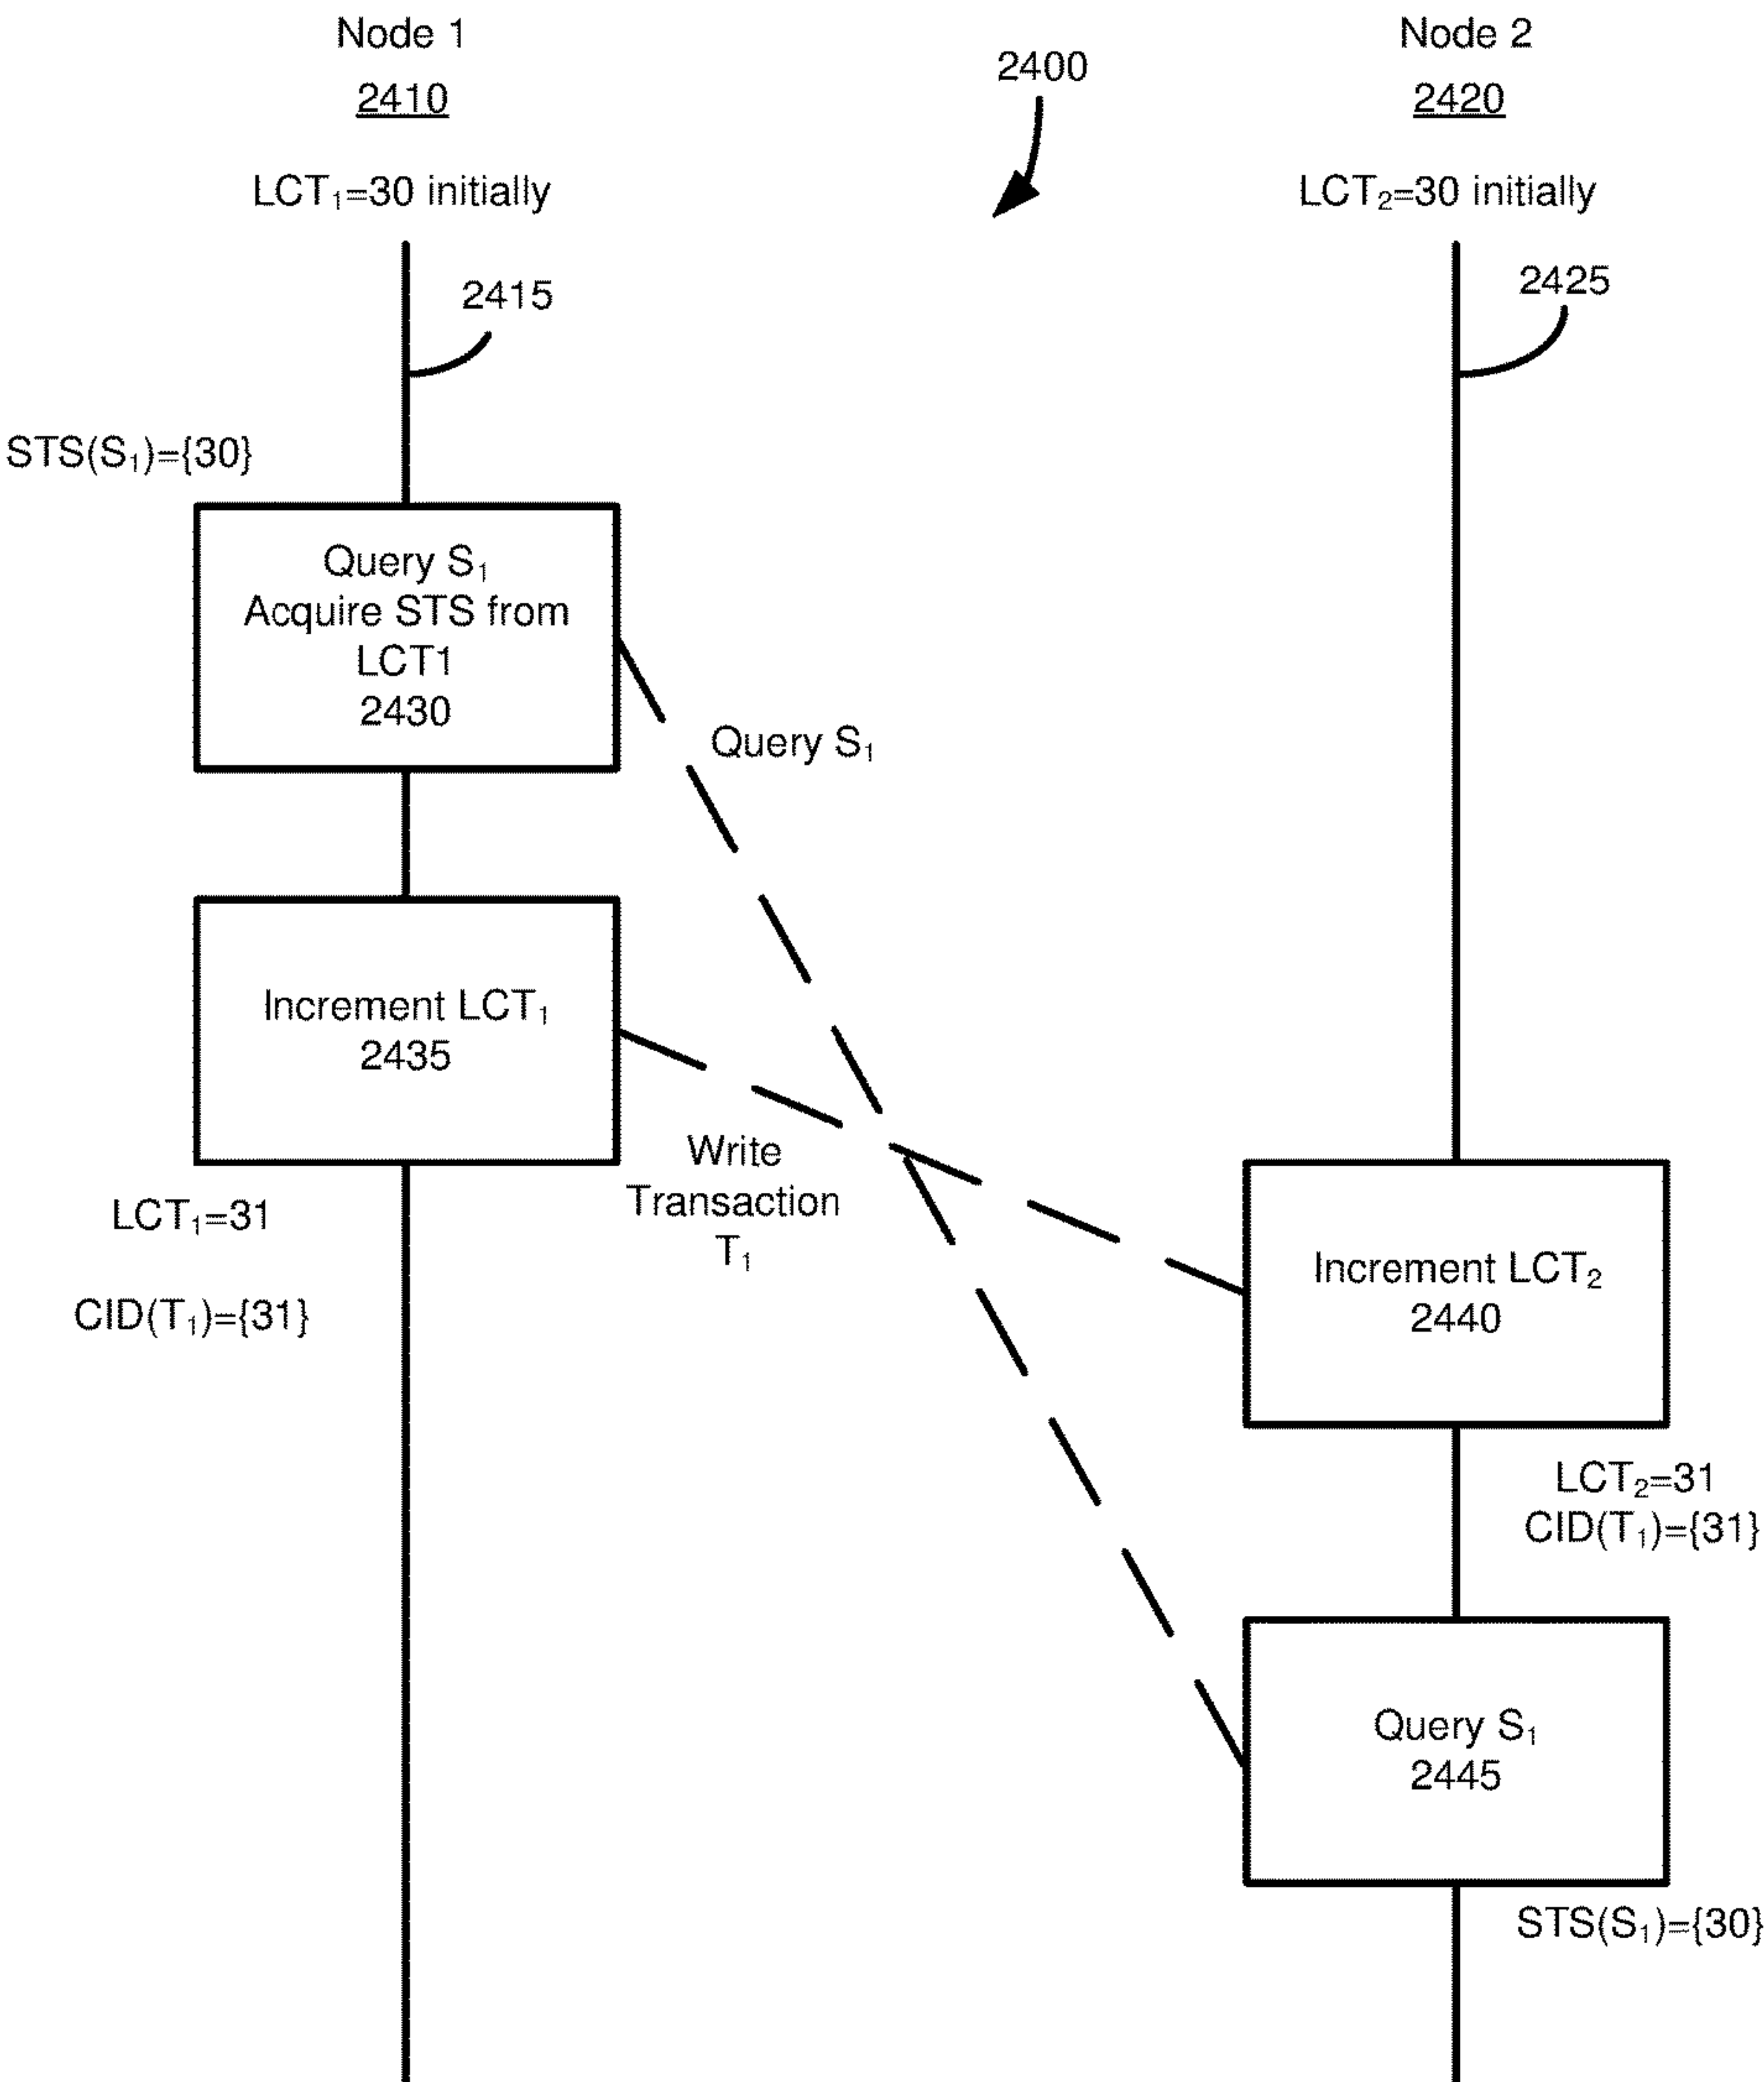 Node 1
2410
LCT₁=30 initially
2415
2400
Node 2
2420
LCT₂=30 initially
2425
STS(S₁)={30}
Query S₁
Acquire STS from
LCT1
2430
Query S₁
Increment LCT₁
2435
Write
Transaction
T₁
LCT₁=31
CID(T₁)={31}
Increment LCT₂
2440
LCT₂=31
CID(T₁)={31}
Query S₁
2445
STS(S₁)={30}